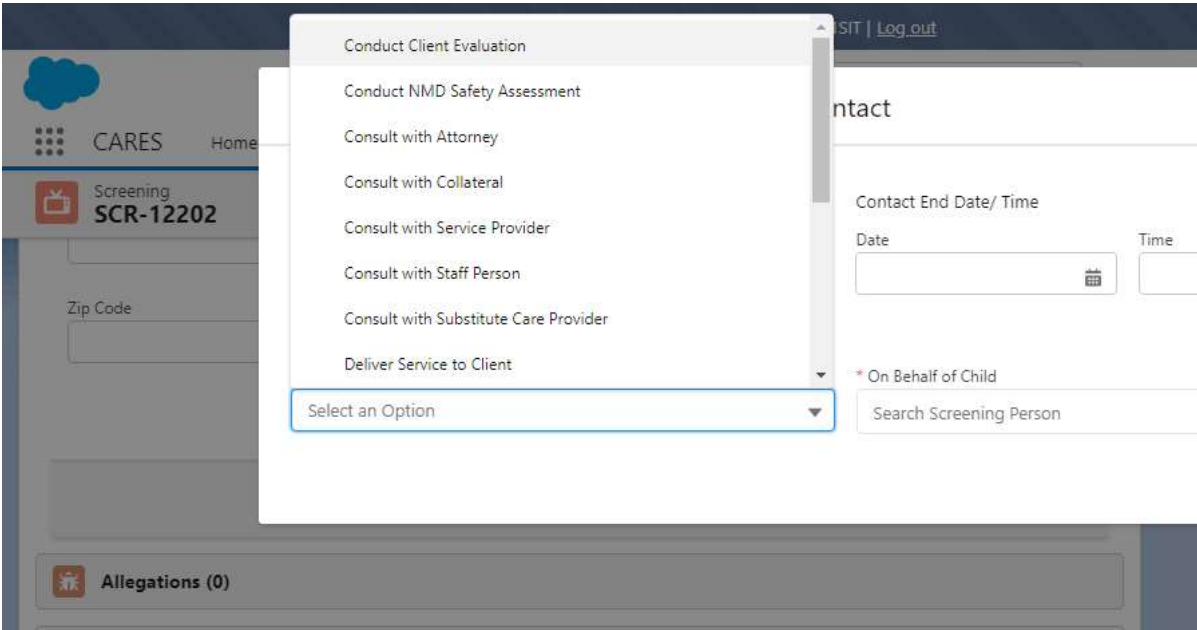 SIT | Log out
ntact
CARES
Home
Screening
SCR-12202
Zip Code
Conduct Client Evaluation
Conduct NMD Safety Assessment
Consult with Attorney
Consult with Collateral
Consult with Service Provider
Consult with Staff Person
Consult with Substitute Care Provider
Deliver Service to Client
Select an Option
Contact End Date/ Time
Date
Time
* On Behalf of Child
Search Screening Person
Allegations (0)